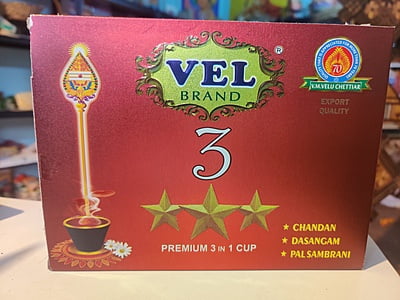 VEL
®
BRAND
70
V.M.VELU CHETTIAR
EXPORT
QUALITY
3
PREMIUM 3 IN 1 CUP
★ CHANDAN
★ DASANGAM
★ PAL SAMBRANI